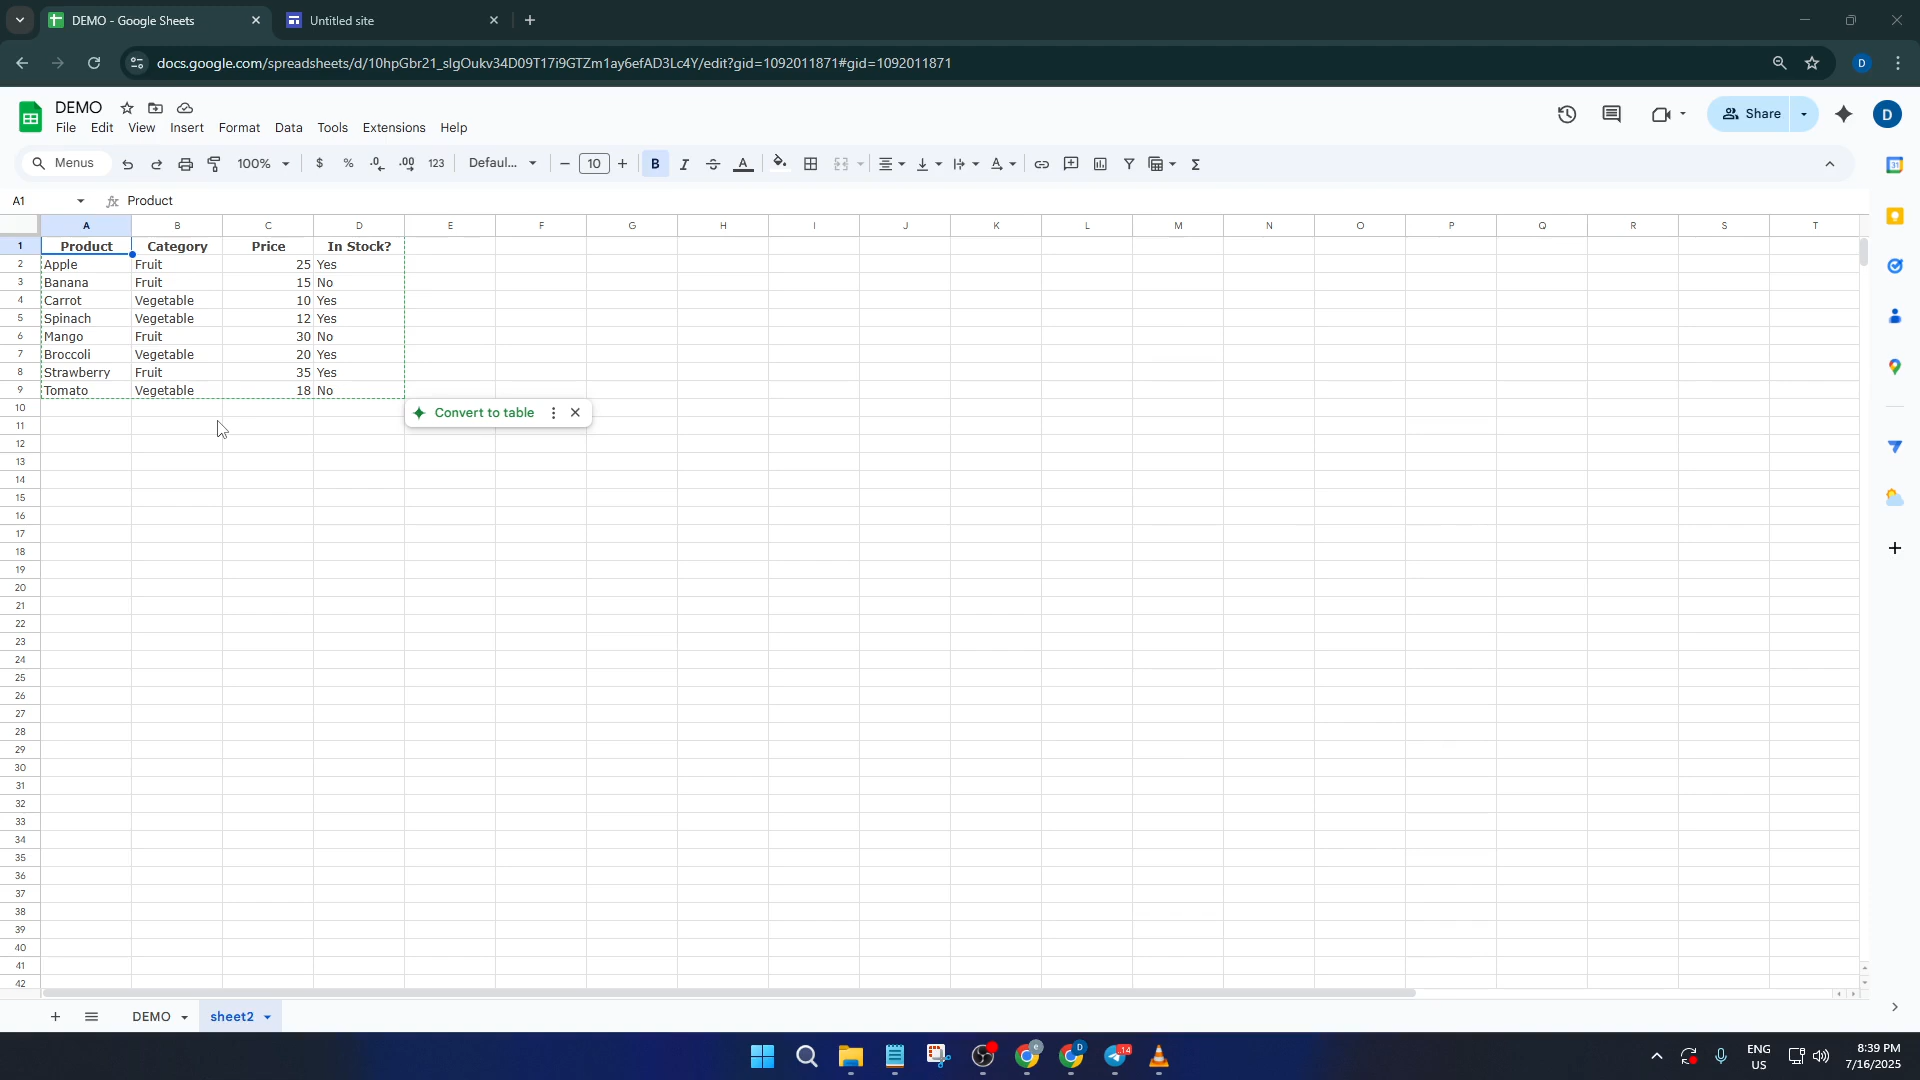 DEMO - Google Sheets
Untitled site
docs.google.com/spreadsheets/d/10hpGbr21_slgOukv34D09T17i9GTZm1ay6efAD3Lc4Y/edit?gid=1092011871#gid=1092011871
D
DEMO
File Edit View Insert Format Data Tools Extensions Help
Share
D
Menus 100% $ % .0 .00 123 Defaul... 10 B
31
A1 Product
A B C D E F G H I J K L M N O P Q R S T
1 Product Category Price In Stock?
2 Apple Fruit 25 Yes
3 Banana Fruit 15 No
4 Carrot Vegetable 10 Yes
5 Spinach Vegetable 12 Yes
6 Mango Fruit 30 No
7 Broccoli Vegetable 20 Yes
8 Strawberry Fruit 35 Yes
9 Tomato Vegetable 18 No
10
Convert to table
11
12
13
14
15
16
17
18
19
20
21
22
23
24
25
26
27
28
29
30
31
32
33
34
35
36
37
38
39
40
41
42
DEMO sheet2
ENG
US
8:39 PM
7/16/2025
14